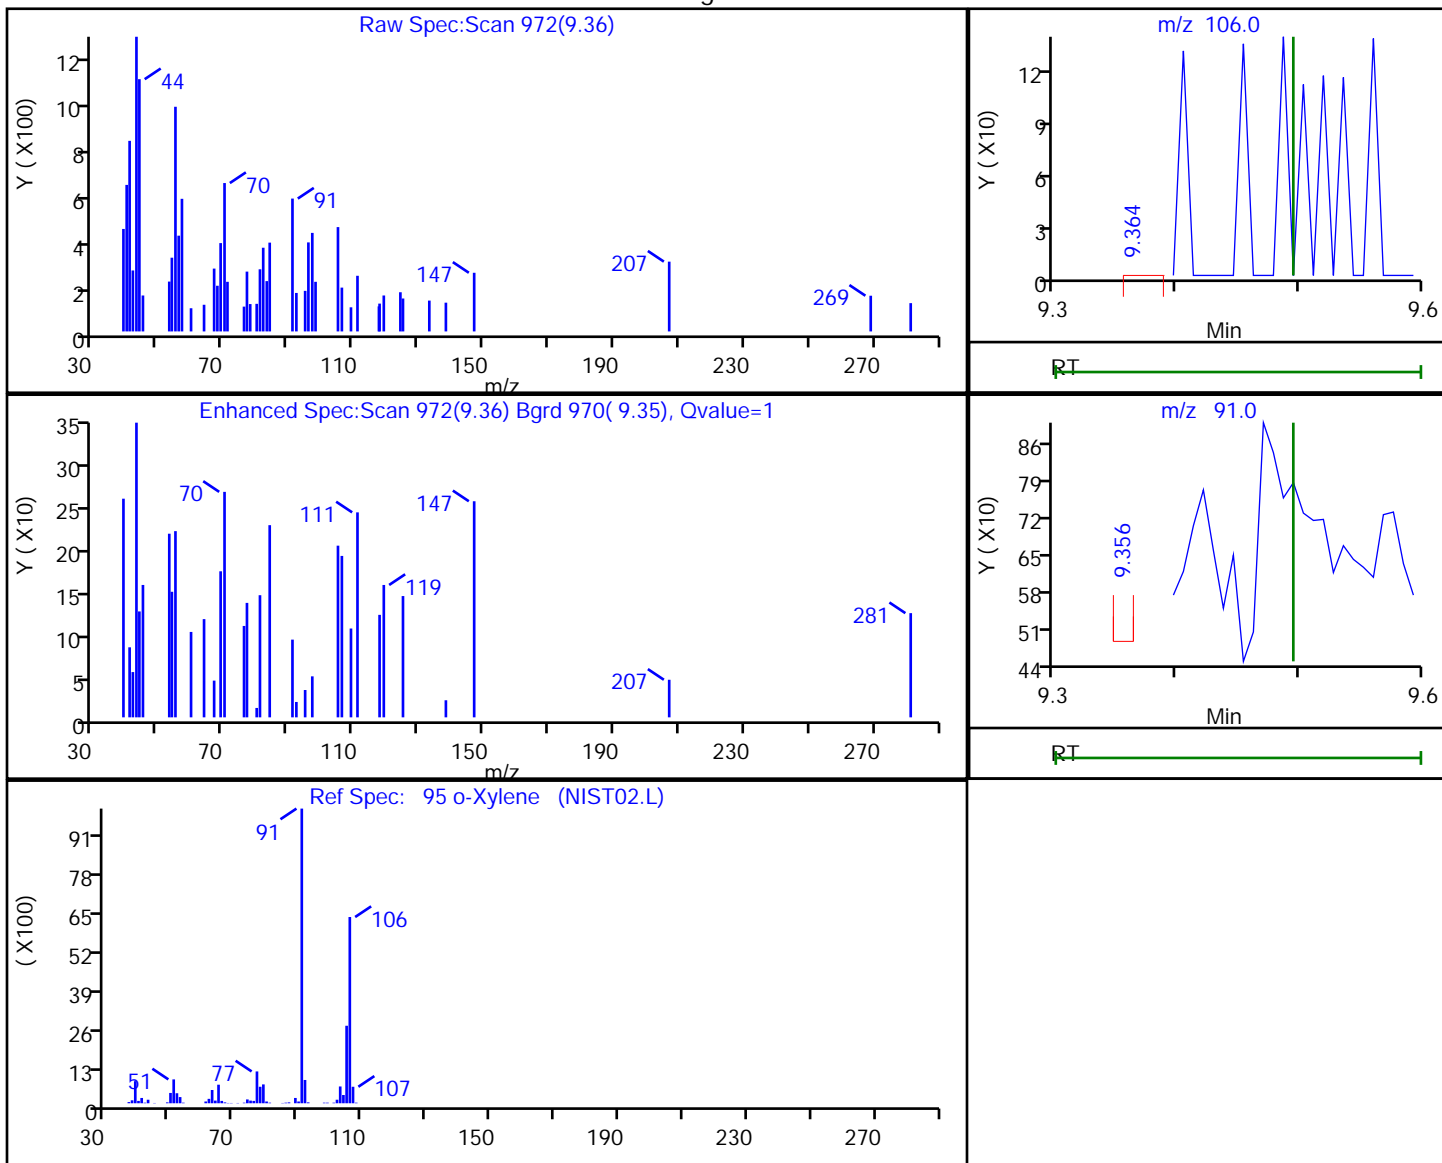 Raw Spec:Scan 972(9.36)
Y ( X100)
12
10
8
6
4
2
0
44
70
91
147
207
269
30 70 110 150 190 230 270
m/z
m/z 106.0
Y ( X10)
12
9
6
3
0
9.364
9.3 9.6
Min
RT
Enhanced Spec:Scan 972(9.36) Bgrd 970( 9.35), Qvalue=1
Y ( X10)
35
30
25
20
15
10
5
0
70
111
147
119
207
281
30 70 110 150 190 230 270
m/z
m/z 91.0
Y ( X10)
86
79
72
65
58
51
44
9.356
9.3 9.6
Min
RT
Ref Spec: 95 o-Xylene (NIST02.L)
( X100)
91
78
65
52
39
26
13
0
91
106
51
77
107
30 70 110 150 190 230 270